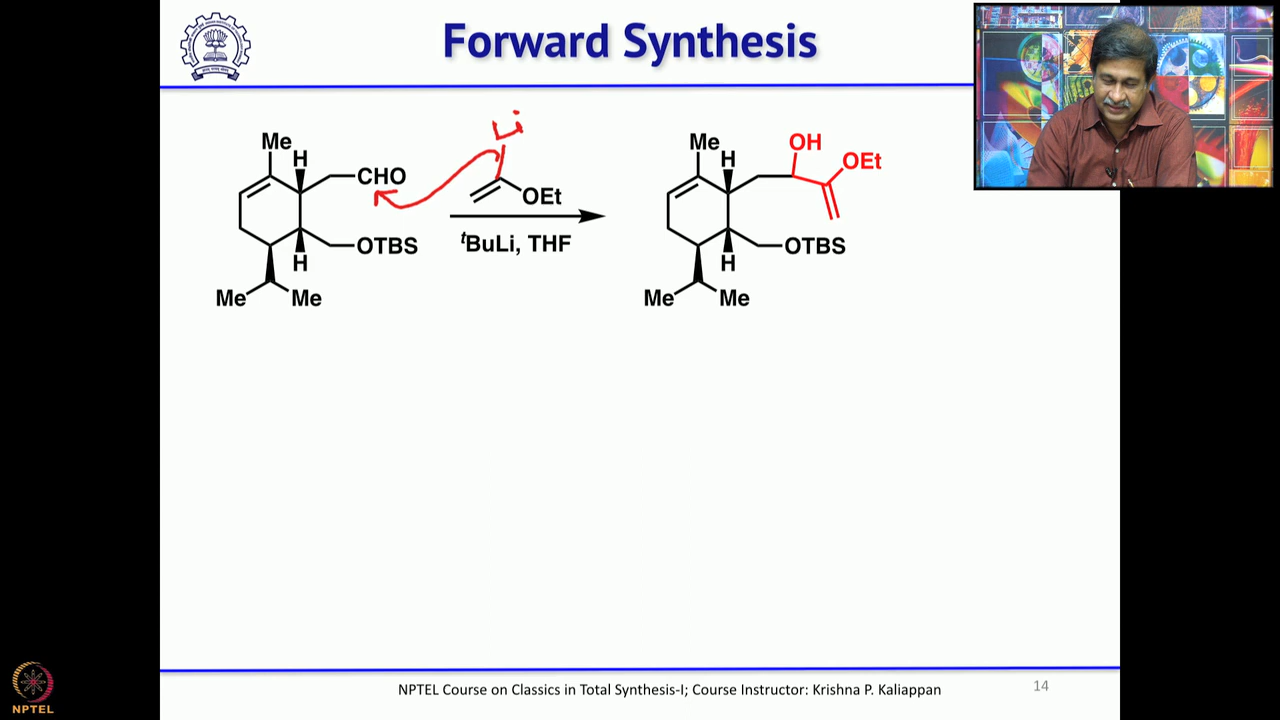 Forward Synthesis
Li
Me
H
CHO
OEt
OTBS
H
Me
Me
tBuLi, THF
Me
H
OH
OEt
OTBS
H
Me
Me
NPTEL Course on Classics in Total Synthesis-I; Course Instructor: Krishna P. Kaliappan
14
NPTEL